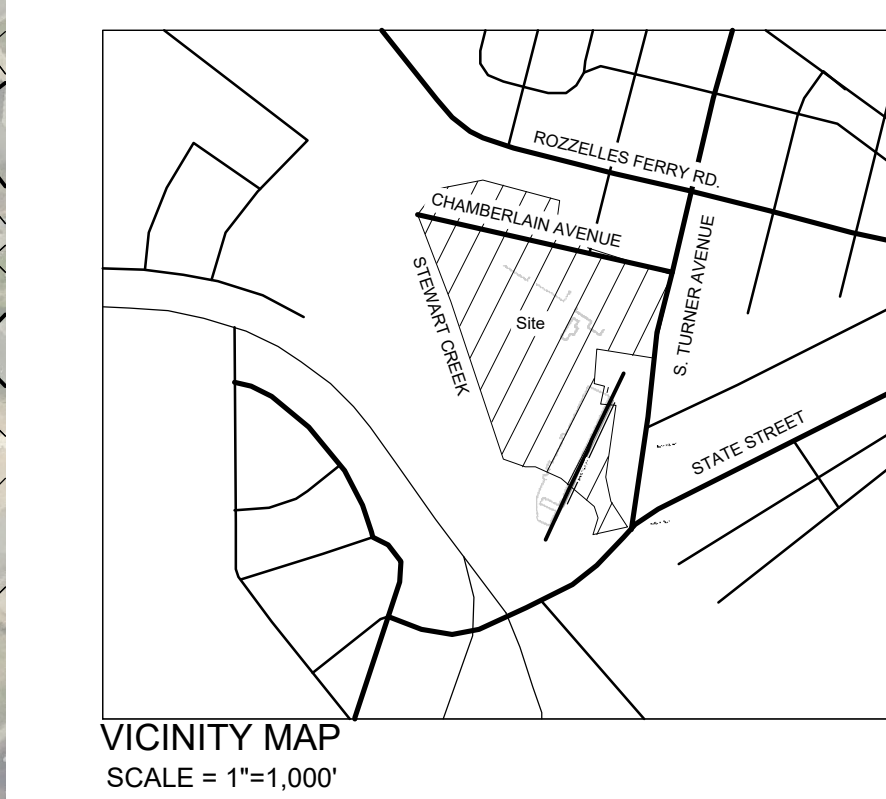 ROZZELLES FERRY RD.
CHAMBERLAIN AVENUE
STEWART CREEK
Site
S. TURNER AVENUE
STATE STREET
VICINITY MAP
SCALE = 1"=1,000'